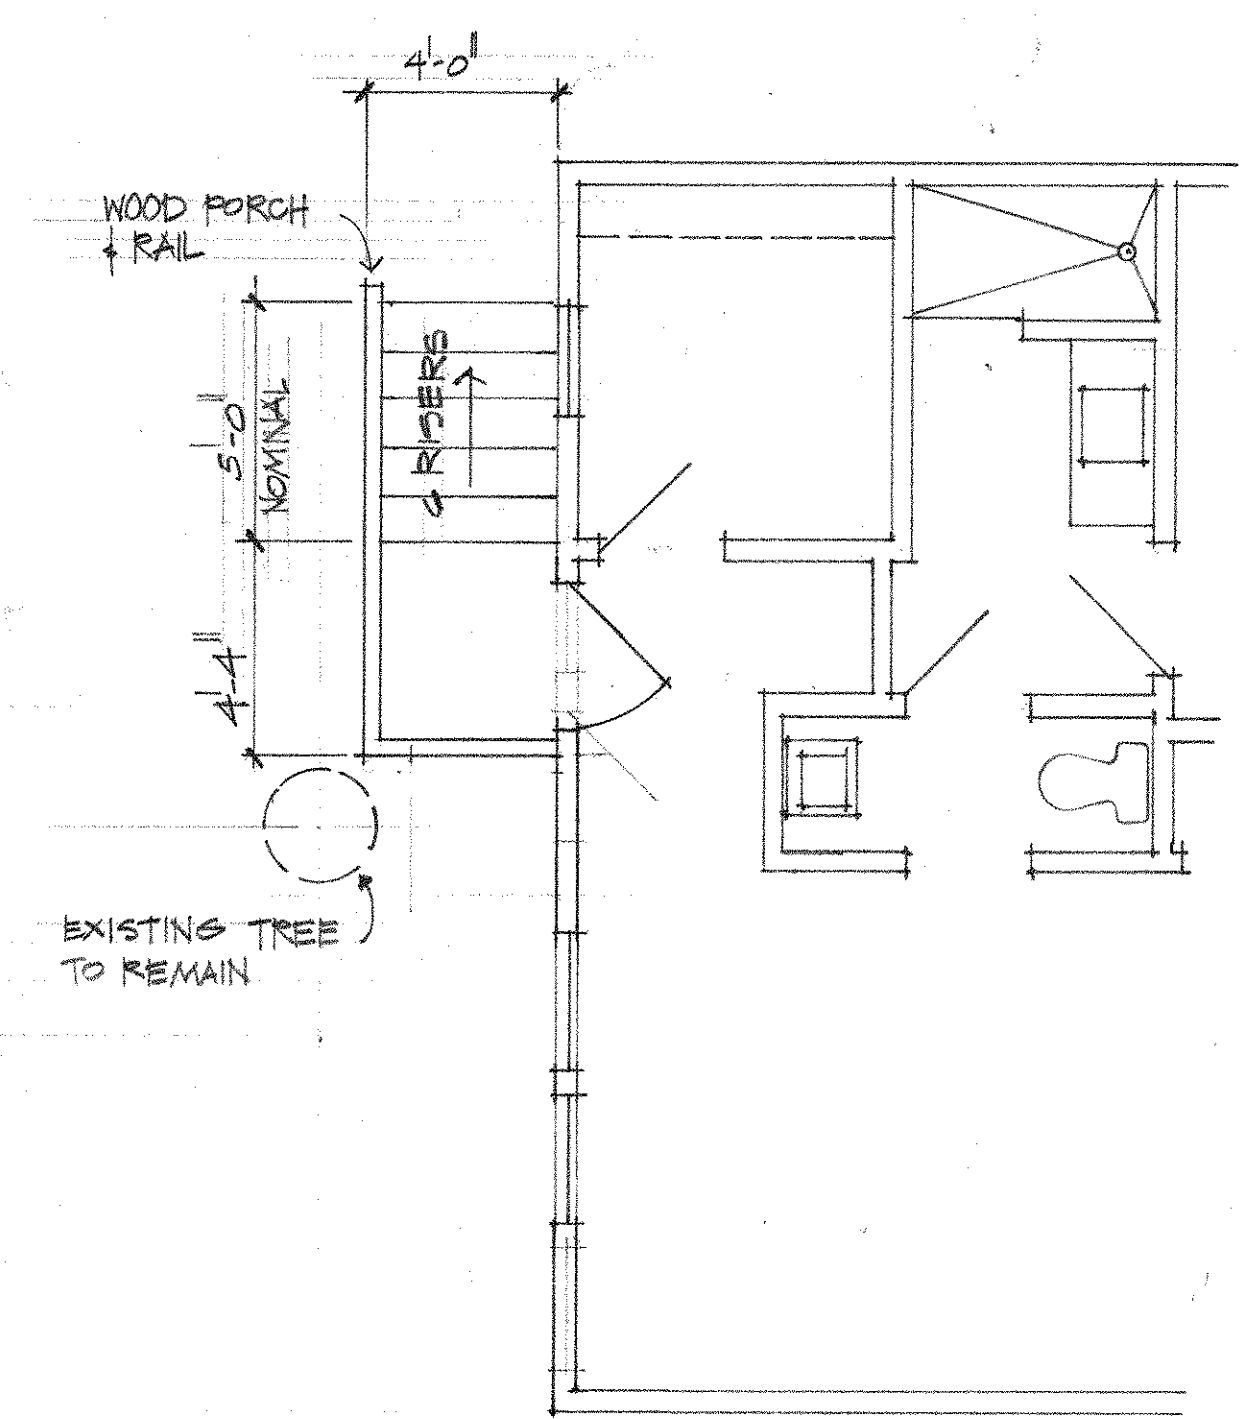 4'-0"
WOOD PORCH
& RAIL
5'-0"
NOMINAL
6 RISERS
4'-4"
EXISTING TREE
TO REMAIN